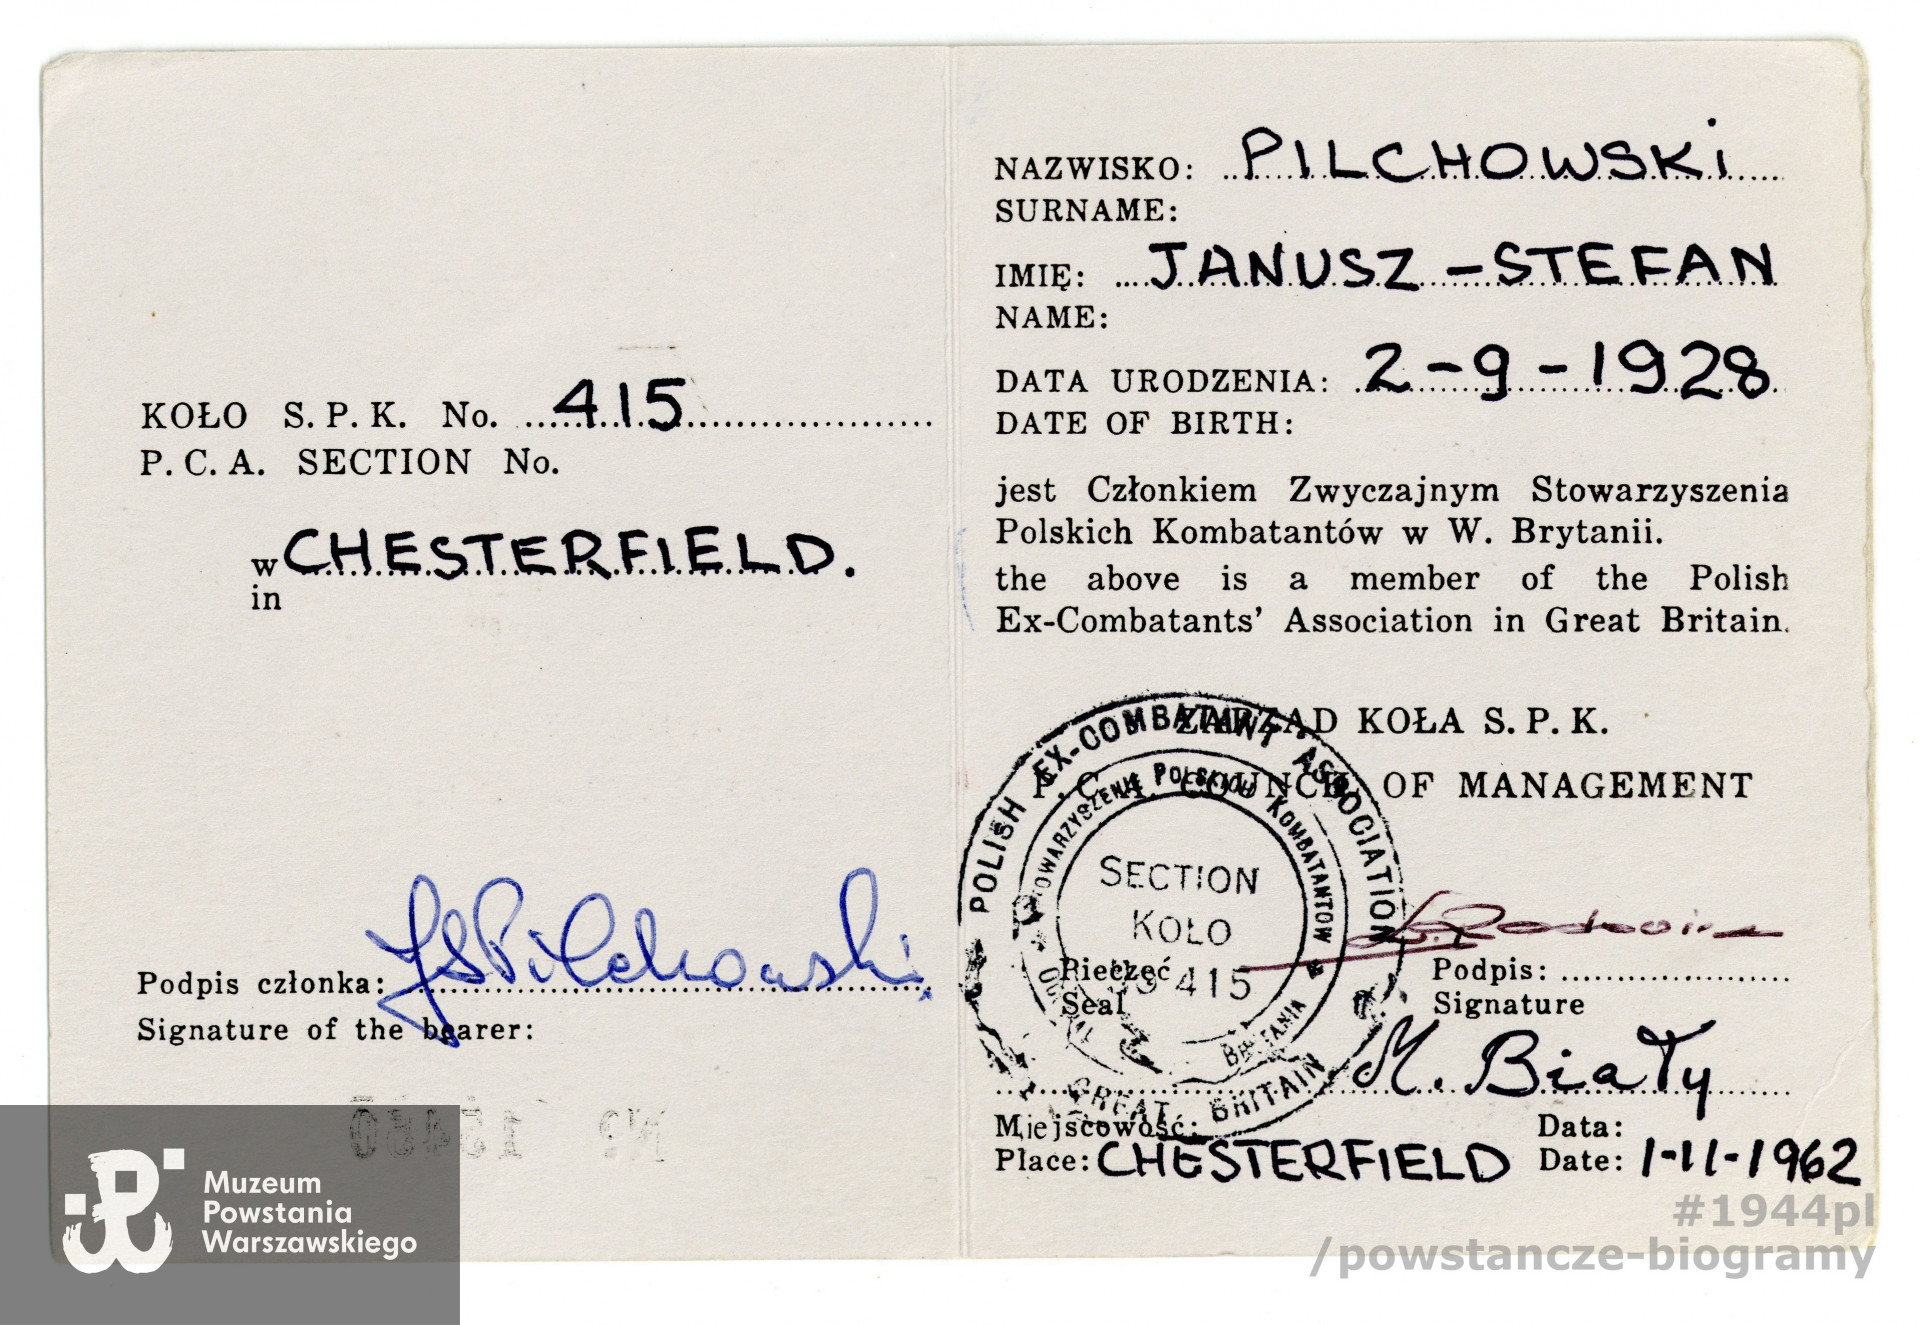 KOŁO S.P.K. No. 415
P.C.A. SECTION No.
w CHESTERFIELD.
in
Podpis członka: JSPilchowski
Signature of the bearer:
NAZWISKO: PILCHOWSKI
SURNAME:
IMIĘ: JANUSZ - STEFAN
NAME:
DATA URODZENIA: 2-9-1928
DATE OF BIRTH:
jest Członkiem Zwyczajnym Stowarzyszenia
Polskich Kombatantów w W. Brytanii.
the above is a member of the Polish
Ex-Combatants' Association in Great Britain.
ZARZĄD KOŁA S.P.K.
P.C.A. COUNCIL OF MANAGEMENT
POLISH EX-COMBATANT ASSOCIATION
GREAT BRITAIN
STOWARZYSZENIE POLSKICH KOMBATANTÓW
SECTION
KOŁO
415
Pieczęć
Seal
Podpis:
Signature
M. Biały
Miejscowość:
Place: CHESTERFIELD
Data:
Date: 1-11-1962
Muzeum
Powstania
Warszawskiego
#1944pl
/powstancze-biogramy